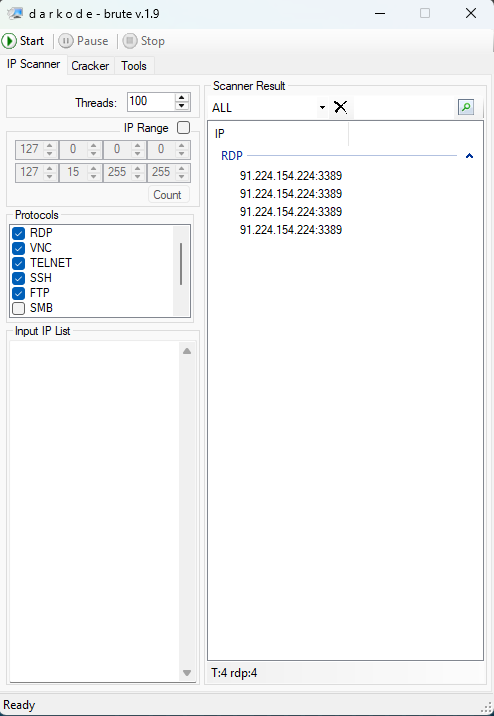 d a r k o d e - brute v.1.9
Start Pause Stop
IP Scanner Cracker Tools
Threads: 100
IP Range
127 0 0 0
127 15 255 255
Count
Protocols
RDP
VNC
TELNET
SSH
FTP
SMB
Input IP List
Scanner Result
ALL
IP
RDP
91.224.154.224:3389
91.224.154.224:3389
91.224.154.224:3389
91.224.154.224:3389
T:4 rdp:4
Ready